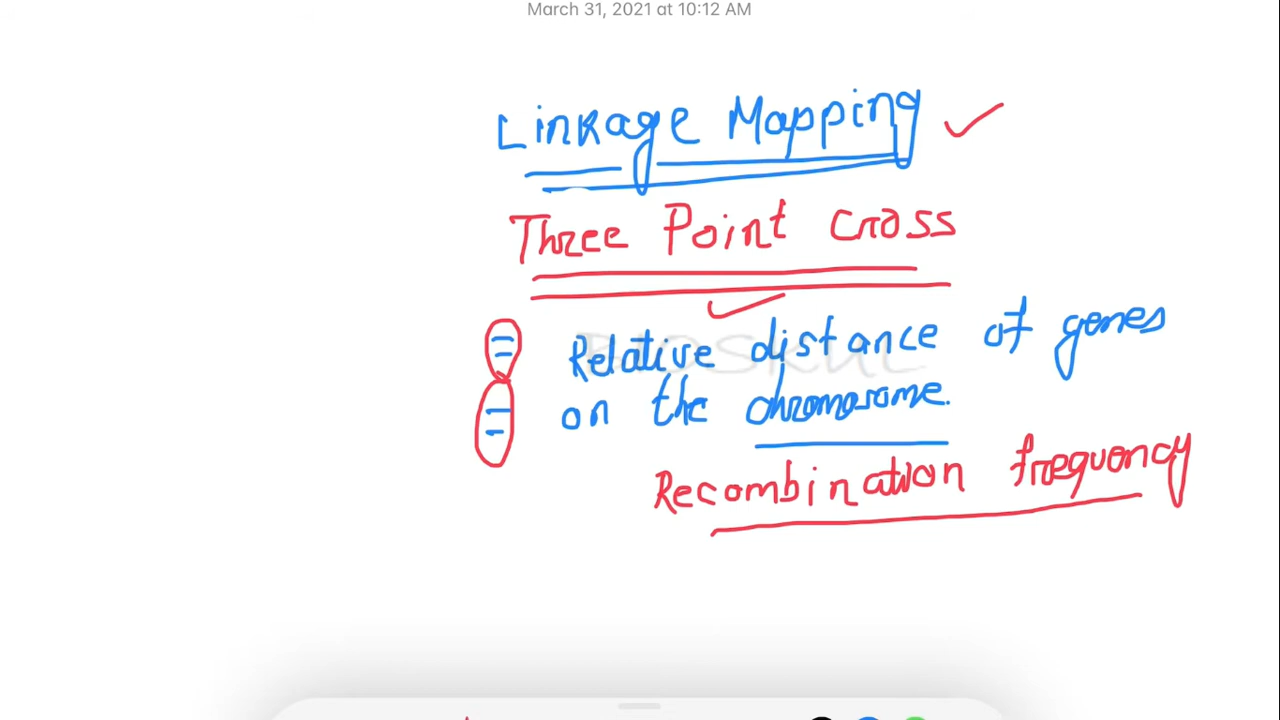 March 31, 2021 at 10:12 AM
Linkage Mapping
Three Point Cross
BIOSKUL
Relative distance of genes
on the chromosome.
Recombination frequency